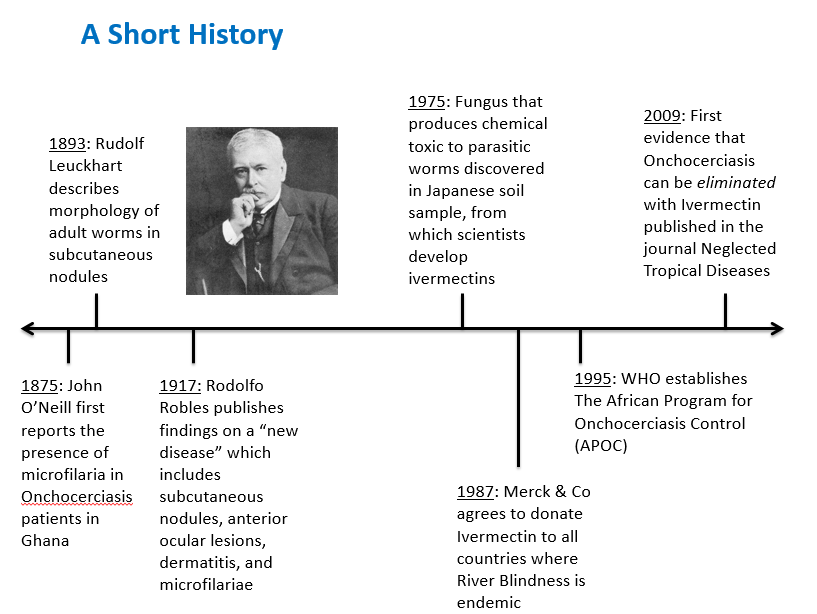 A Short History
1893: Rudolf
Leuckhart
describes
morphology of
adult worms in
subcutaneous
nodules
1975: Fungus that
produces chemical
toxic to parasitic
worms discovered
in Japanese soil
sample, from
which scientists
develop
ivermectins
2009: First
evidence that
Onchocerciasis
can be eliminated
with Ivermectin
published in the
journal Neglected
Tropical Diseases
1875: John
O’Neill first
reports the
presence of
microfilaria in
Onchocerciasis
patients in
Ghana
1917: Rodolfo
Robles publishes
findings on a “new
disease” which
includes
subcutaneous
nodules, anterior
ocular lesions,
dermatitis, and
microfilariae
1987: Merck & Co
agrees to donate
Ivermectin to all
countries where
River Blindness is
endemic
1995: WHO establishes
The African Program for
Onchocerciasis Control
(APOC)